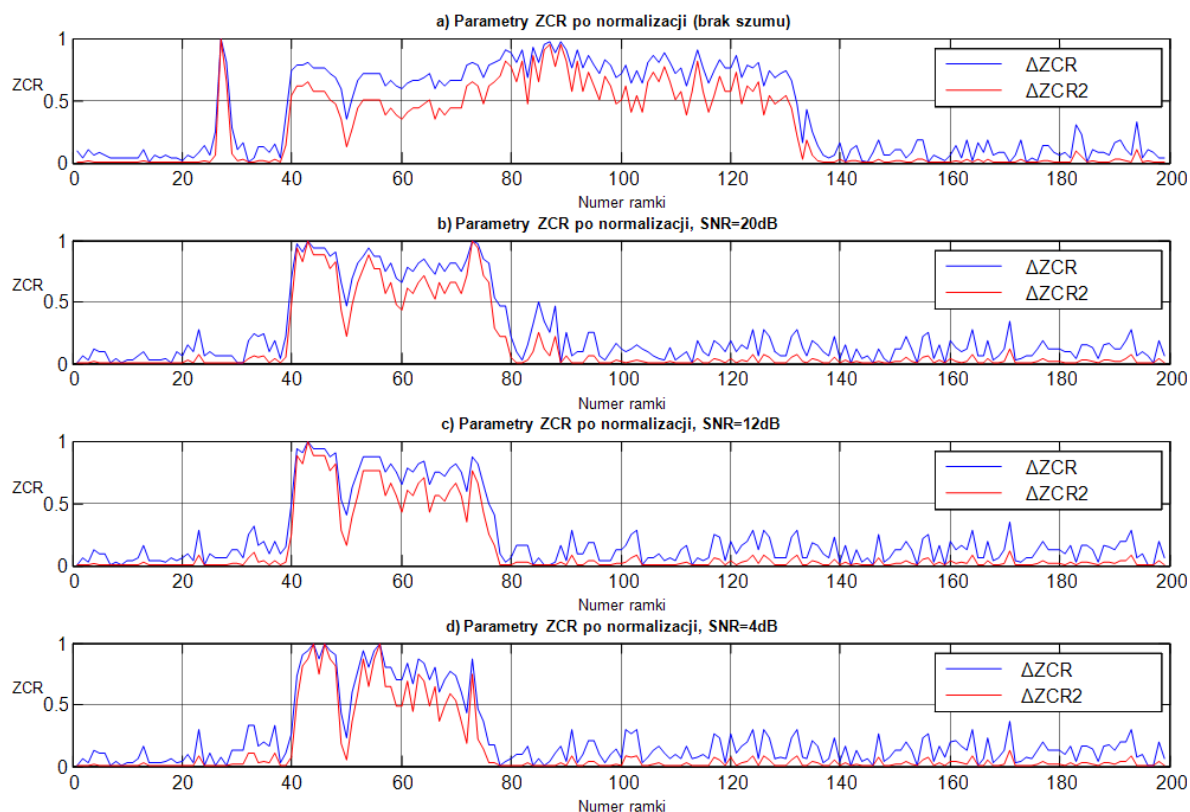 a) Parametry ZCR po normalizacji (brak szumu)
1
ZCR
0.5
0
ΔZCR
ΔZCR2
0 20 40 60 80 100 120 140 160 180 200
Numer ramki
b) Parametry ZCR po normalizacji, SNR=20dB
1
ZCR
0.5
0
ΔZCR
ΔZCR2
0 20 40 60 80 100 120 140 160 180 200
Numer ramki
c) Parametry ZCR po normalizacji, SNR=12dB
1
ZCR
0.5
0
ΔZCR
ΔZCR2
0 20 40 60 80 100 120 140 160 180 200
Numer ramki
d) Parametry ZCR po normalizacji, SNR=4dB
1
ZCR
0.5
0
ΔZCR
ΔZCR2
0 20 40 60 80 100 120 140 160 180 200
Numer ramki